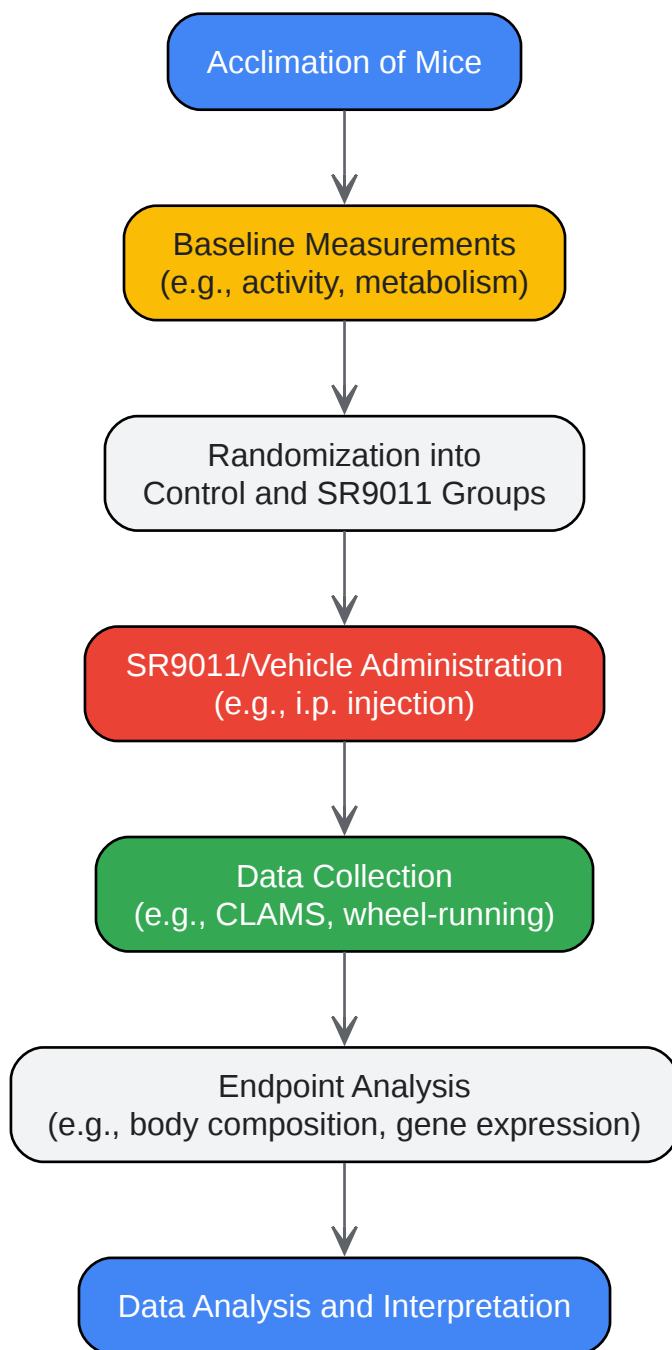 Acclimation of Mice
Baseline Measurements
(e.g., activity, metabolism)
Randomization into
Control and SR9011 Groups
SR9011/Vehicle Administration
(e.g., i.p. injection)
Data Collection
(e.g., CLAMS, wheel-running)
Endpoint Analysis
(e.g., body composition, gene expression)
Data Analysis and Interpretation